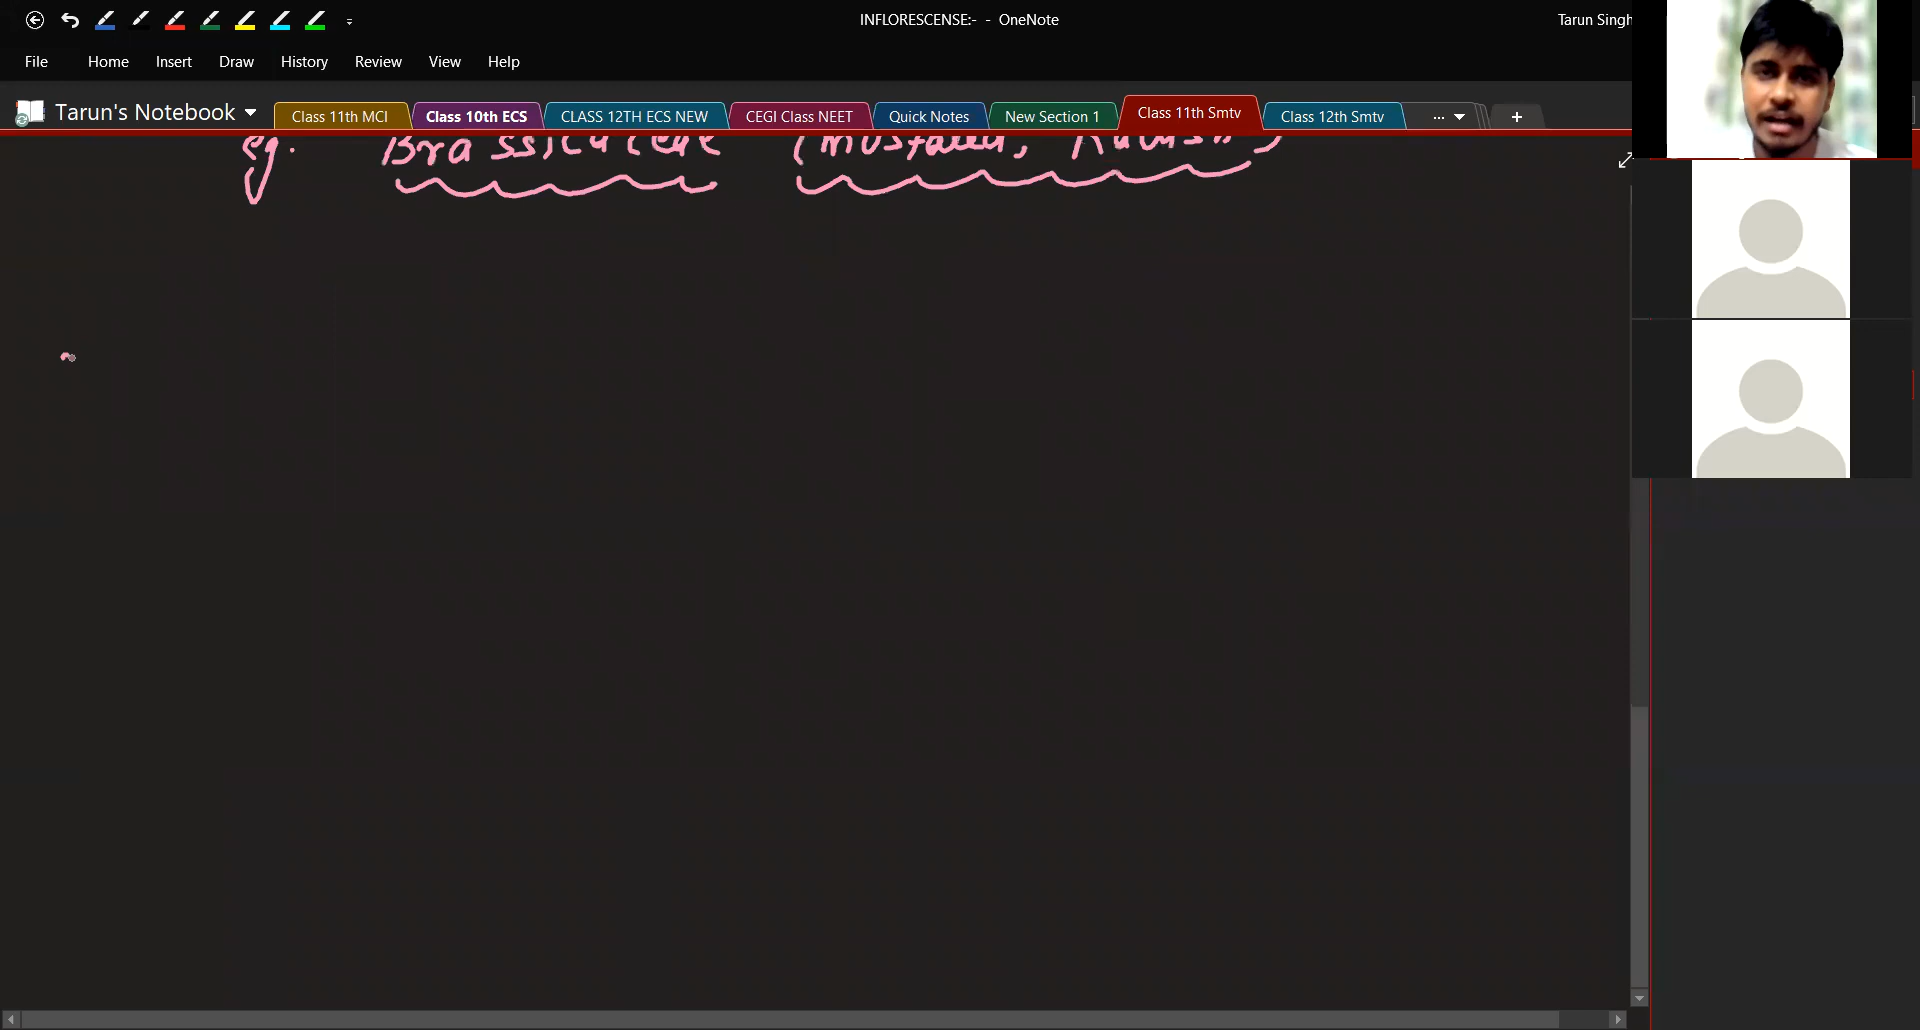 INFLORESCENSE:- - OneNote
Tarun Singh
File Home Insert Draw History Review View Help
Tarun's Notebook
Class 11th MCI
Class 10th ECS
CLASS 12TH ECS NEW
CEGI Class NEET
Quick Notes
New Section 1
Class 11th Smtv
Class 12th Smtv
...
+
eg.